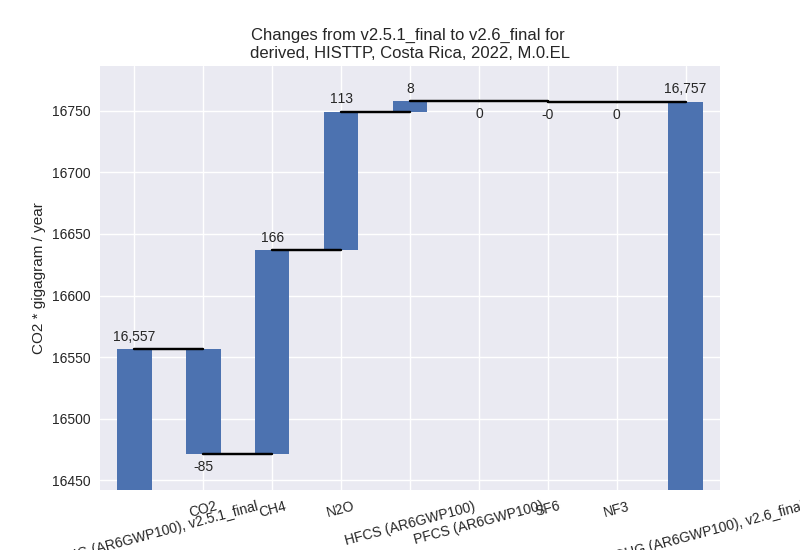 Changes from v2.5.1_final to v2.6_final for
derived, HISTTP, Costa Rica, 2022, M.0.EL
CO2 * gigagram / year
16750
16700
16650
16600
16550
16500
16450
16,557
-85
166
113
8
0
-0
0
16,757
(AR6GWP100), v2.5.1_final
CO2
CH4
N2O
HFCS (AR6GWP100)
PFCS (AR6GWP100)
SF6
NF3
(AR6GWP100), v2.6_final